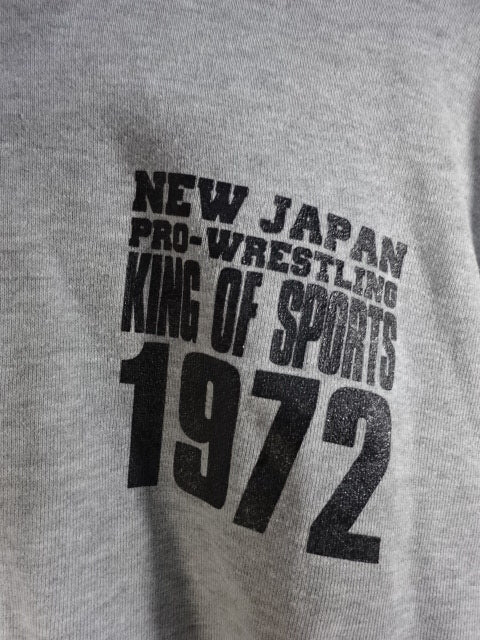 NEW JAPAN
PRO-WRESTLING
KING OF SPORTS
1972